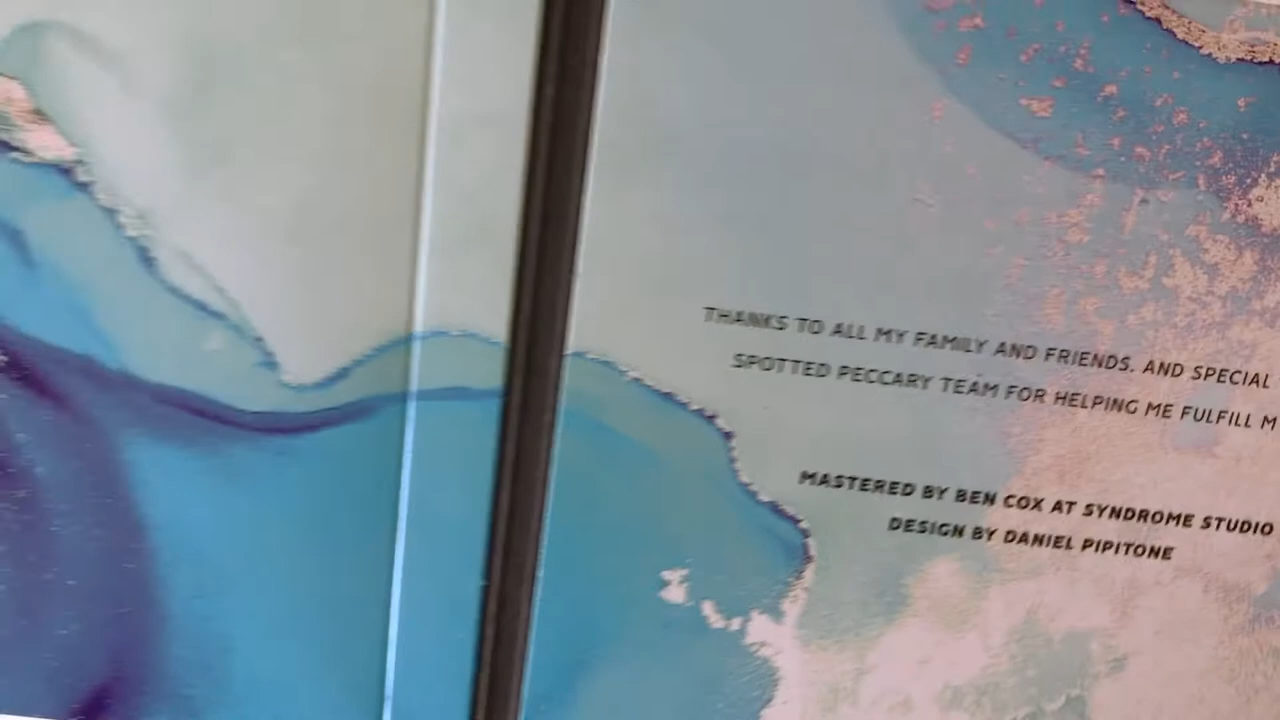 THANKS TO ALL MY FAMILY AND FRIENDS. AND SPECIAL
SPOTTED PECCARY TEAM FOR HELPING ME FULFILL M
MASTERED BY BEN COX AT SYNDROME STUDIO
DESIGN BY DANIEL PIPITONE